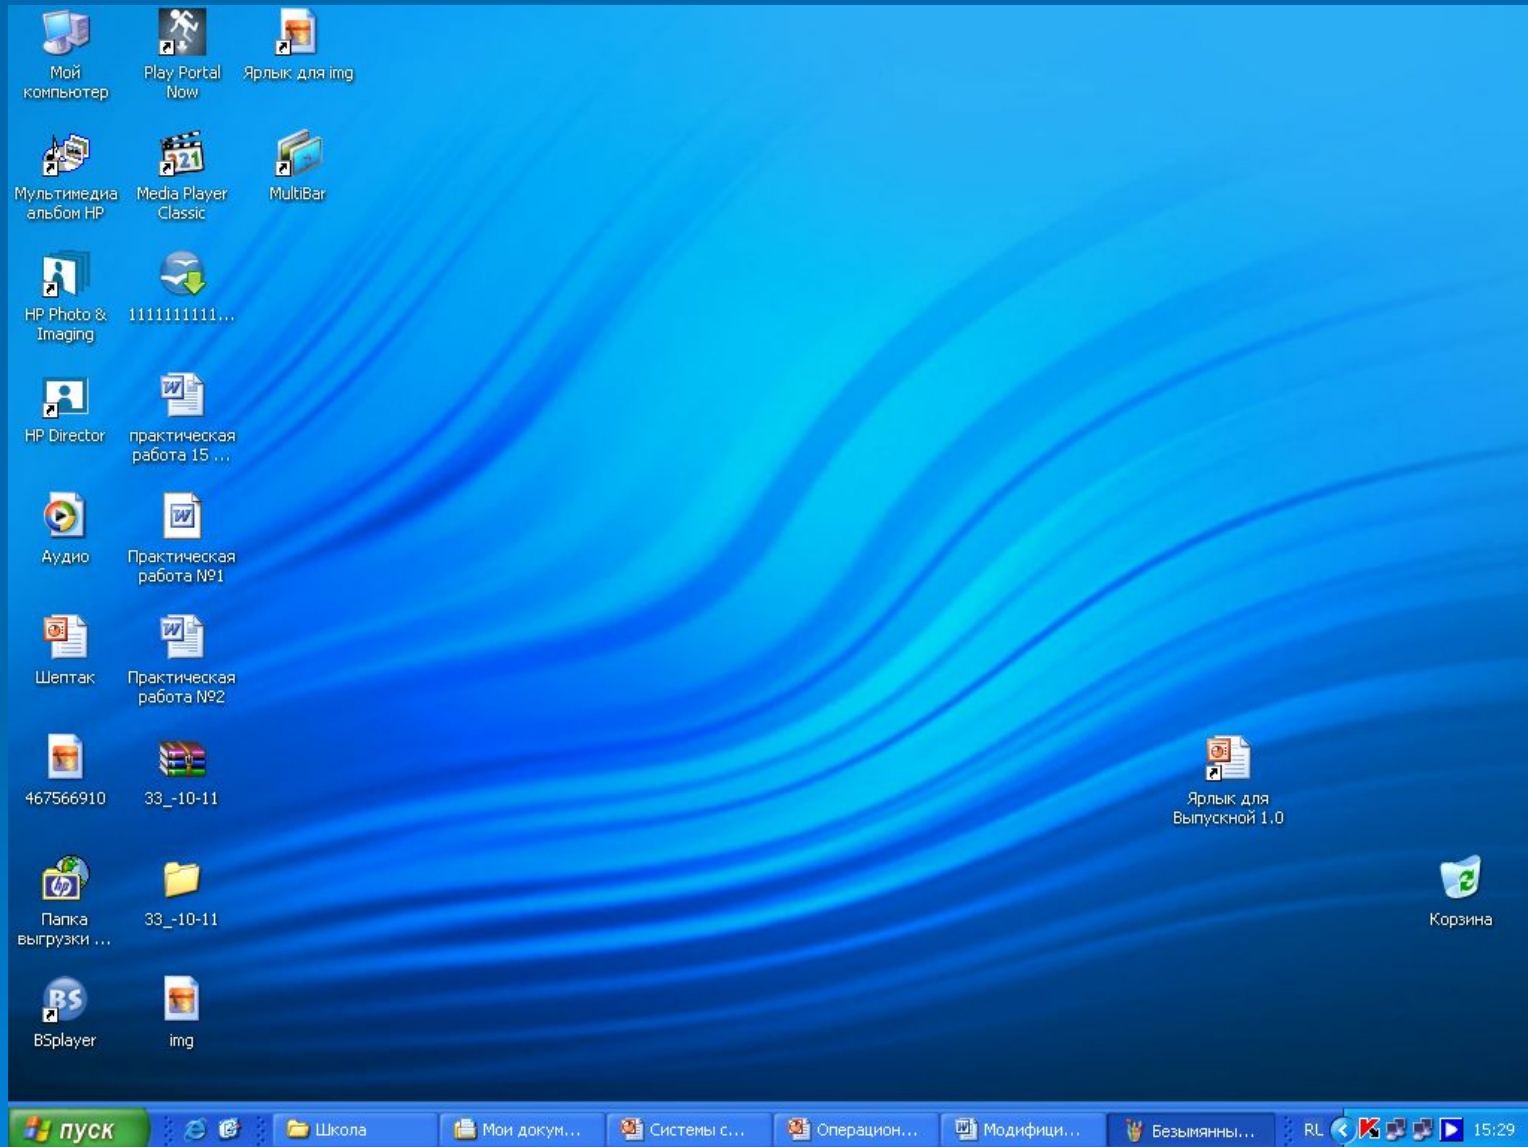 Мой
компьютер
Play Portal
Now
Ярлык для img
Мультимедиа
альбом HP
Media Player
Classic
MultiBar
HP Photo &
Imaging
1111111111...
HP Director
практическая
работа 15 ...
Аудио
Практическая
работа №1
Шептак
Практическая
работа №2
467566910
33_-10-11
Ярлык для
Выпускной 1.0
Папка
выгрузки ...
33_-10-11
Корзина
BSplayer
img
пуск
Школа
Мои докум...
Системы с...
Операцион...
Модифици...
Безымянны...
RL
15:29